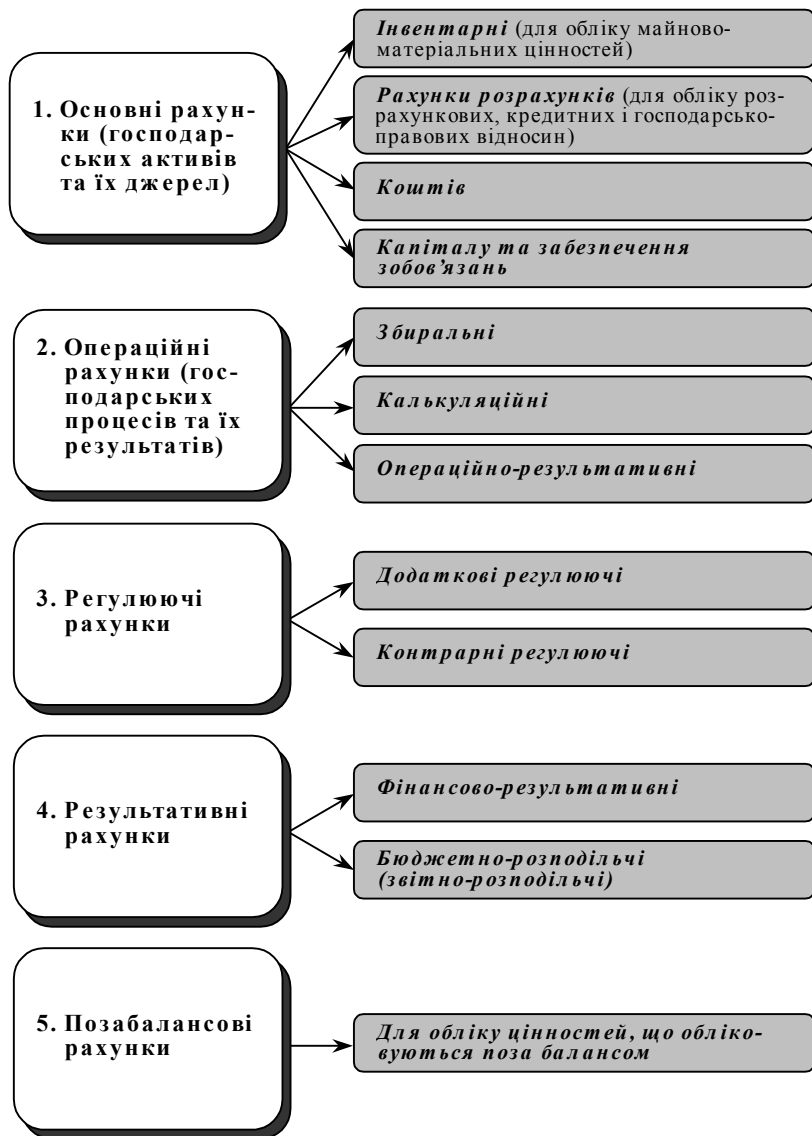 1. Основні рахун-
ки (господар-
ських активів
та їх джерел)
Інвентарні (для обліку майново-
матеріальних цінностей)
Рахунки розрахунків (для обліку роз-
рахункових, кредитних і господарсько-
правових відносин)
Коштів
Капіталу та забезпечення
зобов’язань
2. Операційні
рахунки (гос-
подарських
процесів та їх
результатів)
Збиральні
Калькуляційні
Операційно-результативні
3. Регулюючі
рахунки
Додаткові регулюючі
Контрарні регулюючі
4. Результативні
рахунки
Фінансово-результативні
Бюджетно-розподільчі
(звітно-розподільчі)
5. Позабалансові
рахунки
Для обліку цінностей, що обліко-
вуються поза балансом